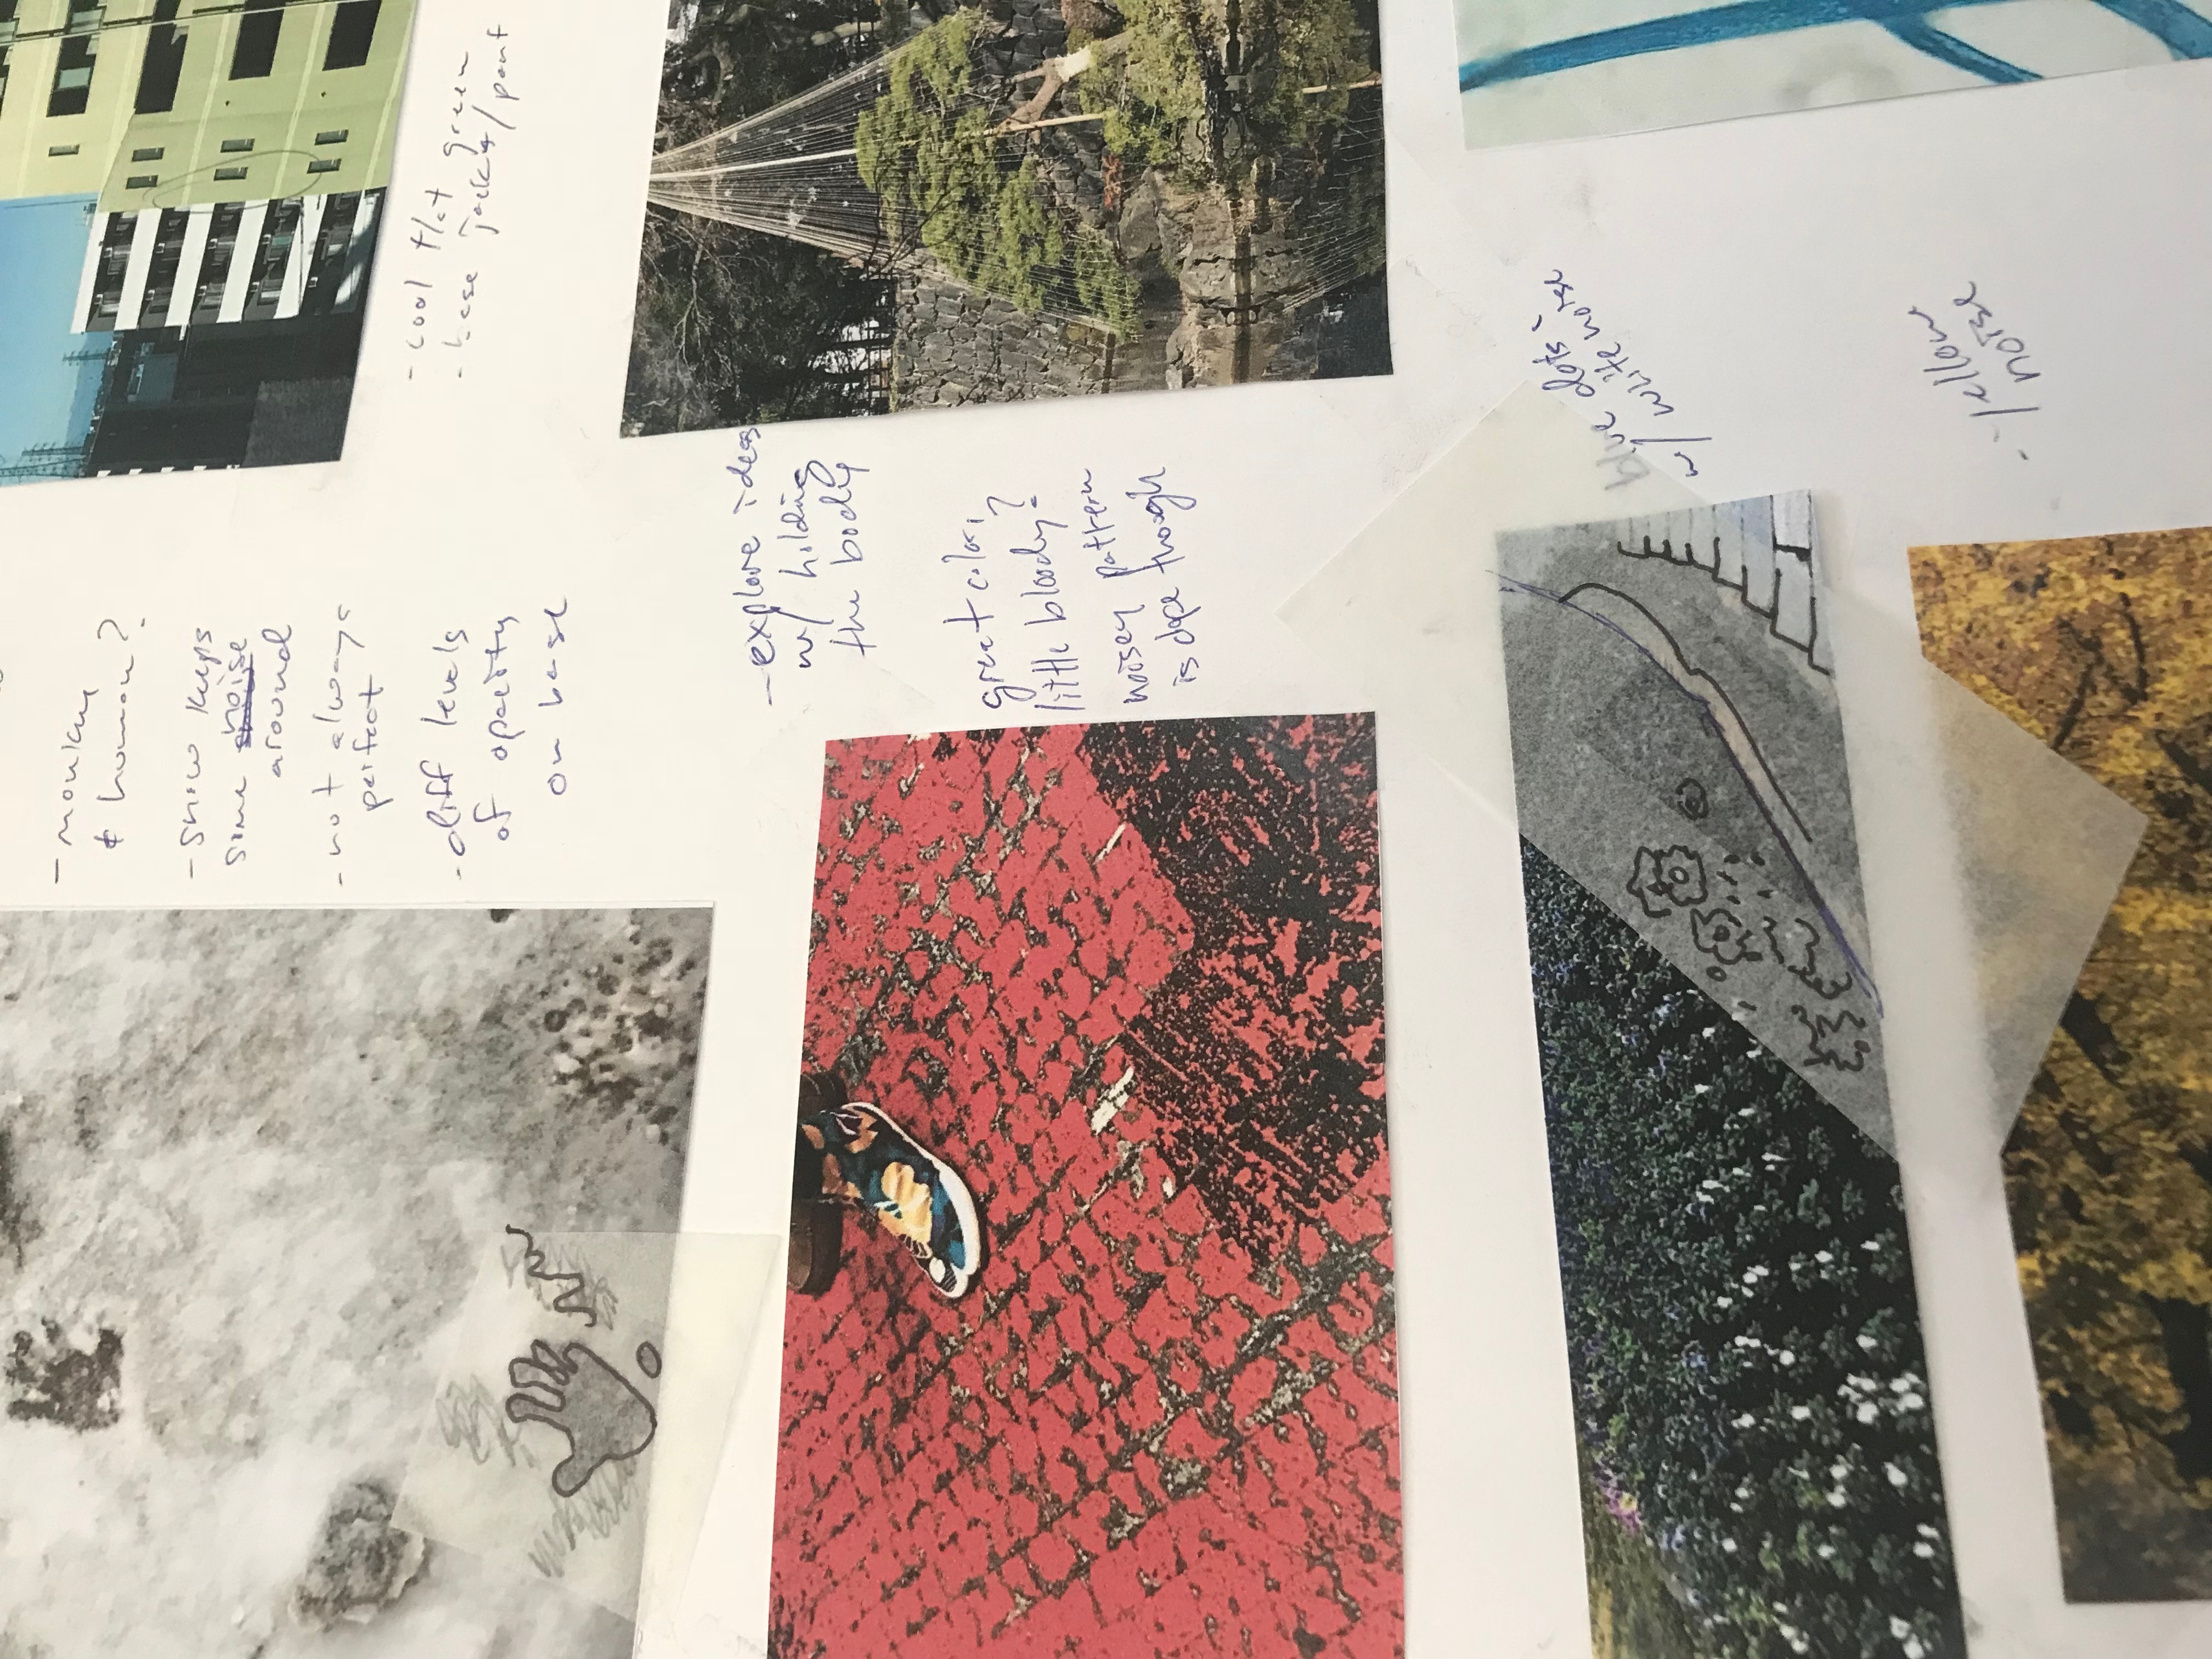 - monkey
& human?
- snow keeps
some noise
around
- not always
perfect
- diff levels
of opacity
on base
- cool flat green
- base jacket/pant
- explore ideas
w/ holding
the body
great color,
little bloody?
noisey pattern
is dope though
blue dots
w/ white noise
- yellow
noise